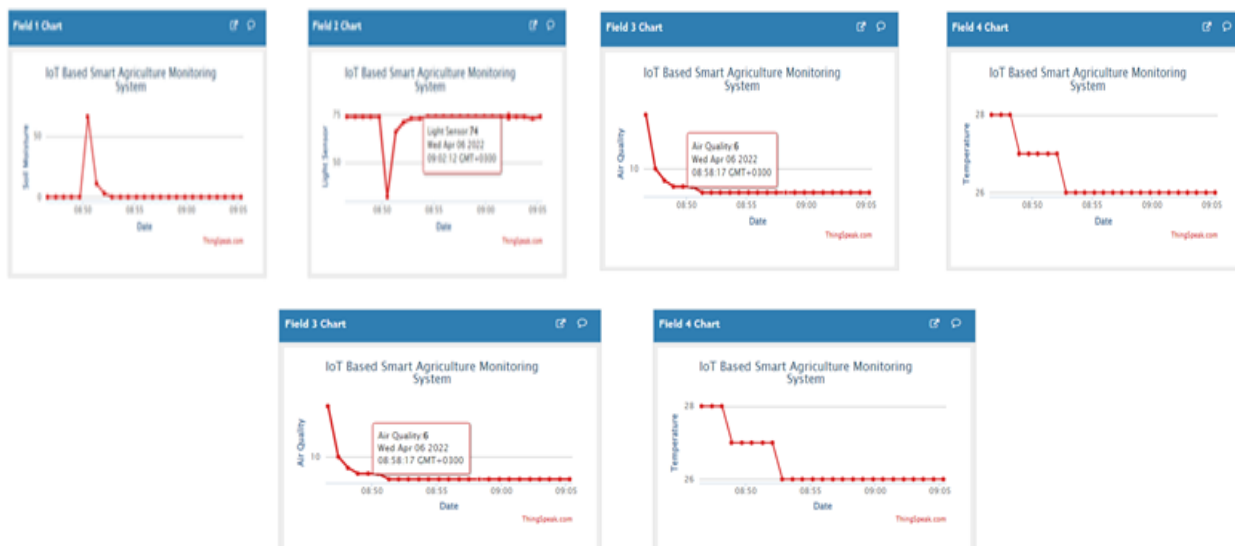 Field 1 Chart
IoT Based Smart Agriculture Monitoring
System
Soil Moisture
50
0
08:50
08:55
09:00
09:05
Date
ThingSpeak.com
Field 2 Chart
IoT Based Smart Agriculture Monitoring
System
Light Sensor
75
50
Light Sensor 74
Wed Apr 06 2022
09:02:12 GMT+0300
08:50
08:55
09:00
09:05
Date
ThingSpeak.com
Field 3 Chart
IoT Based Smart Agriculture Monitoring
System
Air Quality
10
Air Quality:6
Wed Apr 06 2022
08:58:17 GMT+0300
08:50
08:55
09:00
09:05
Date
ThingSpeak.com
Field 4 Chart
IoT Based Smart Agriculture Monitoring
System
Temperature
28
26
08:50
08:55
09:00
09:05
Date
ThingSpeak.com
Field 3 Chart
IoT Based Smart Agriculture Monitoring
System
Air Quality
10
Air Quality:6
Wed Apr 06 2022
08:58:17 GMT+0300
08:50
08:55
09:00
09:05
Date
ThingSpeak.com
Field 4 Chart
IoT Based Smart Agriculture Monitoring
System
Temperature
28
26
08:50
08:55
09:00
09:05
Date
ThingSpeak.com